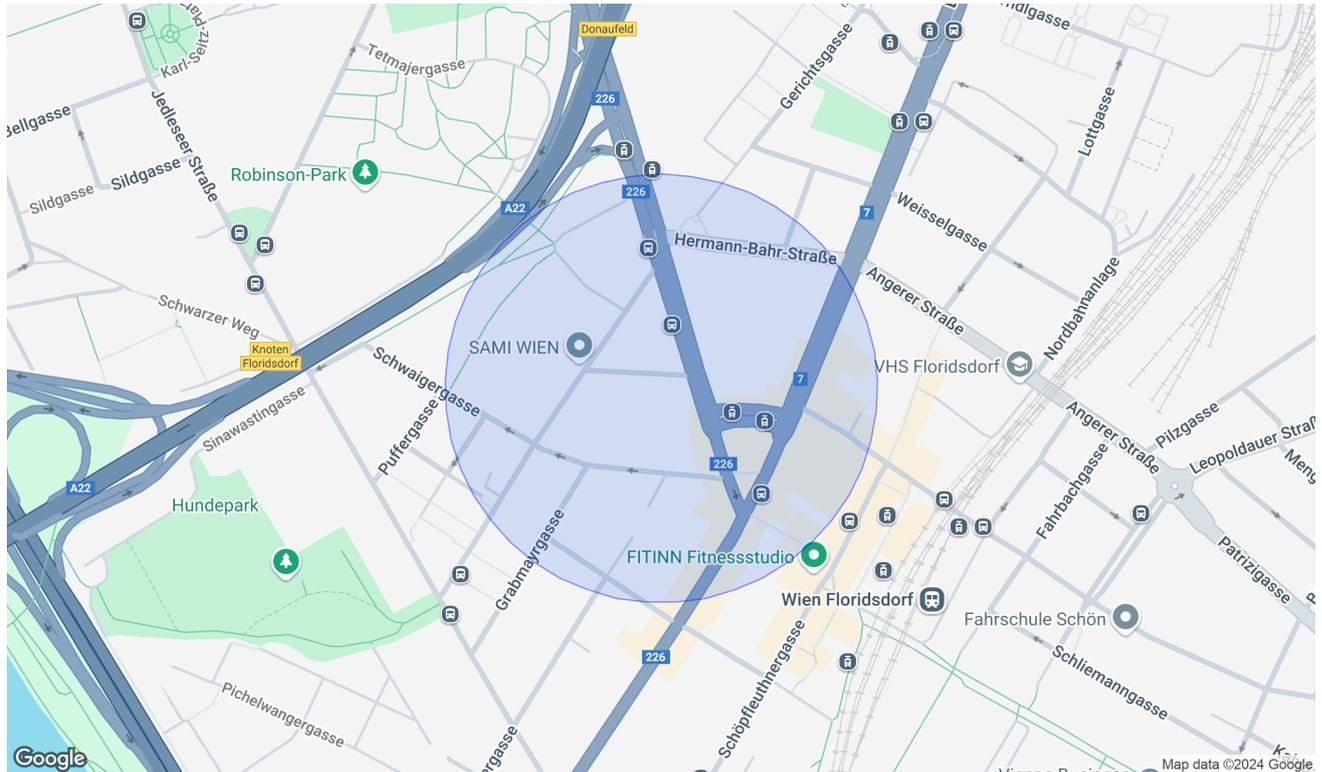 Donaufeld
ndlgasse
Karl-Seitz-Platz
Tetmajergasse
Gerichtsgasse
226
Bellgasse
Jedleseer Straße
Lottgasse
Sildgasse
Robinson-Park
Sildgasse
226
A22
7
Weisselgasse
Hermann-Bahr-Straße
Angerer Straße
Nordbahnanlage
Schwarzer Weg
Knoten
Floridsdorf
SAMI WIEN
Schwaigergasse
VHS Floridsdorf
7
Sinawastingasse
Puffergasse
Angerer Straße
Pilzgasse
Leopoldauer Straß
Meng
226
A22
Hundepark
Fahrbachgasse
Grabmayrgasse
FITINN Fitnessstudio
Patrizigasse
Wien Floridsdorf
Fahrschule Schön
226
Schöpfleuthnergasse
Schliemanngasse
Pichelwangergasse
ergasse
Google
Map data ©2024 Google